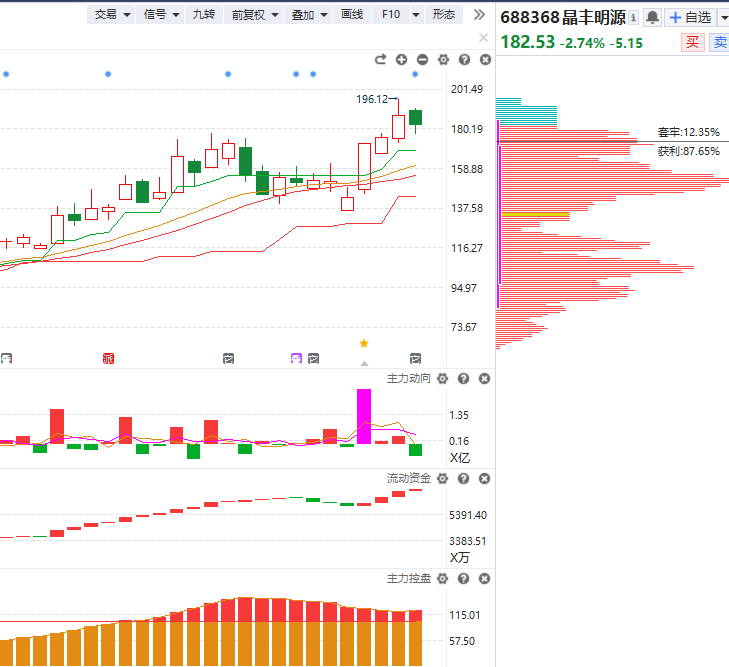 交易 信号 九转 前复权 叠加 画线 F10 形态
688368 晶丰明源
182.53 -2.74% -5.15
自选
买 卖
196.12
201.49
180.19
158.88
137.58
116.27
94.97
73.67
套牢:12.35%
获利:87.65%
派
主力动向
1.35
0.16
X亿
流动资金
5391.40
3383.51
X万
主力控盘
115.01
57.50